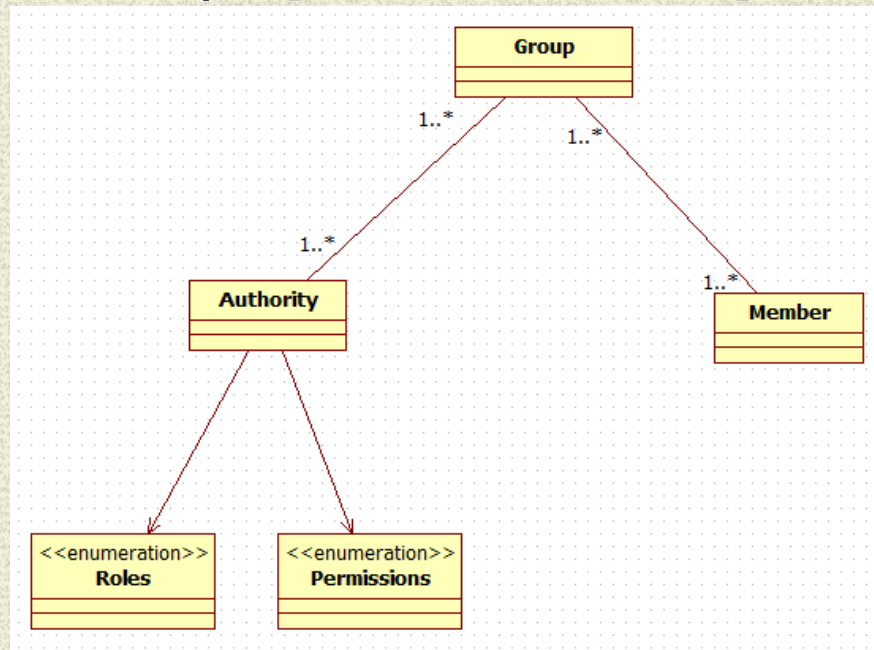 Group
1..*
1..*
1..*
1..*
Authority
Member
<<enumeration>>
Roles
<<enumeration>>
Permissions